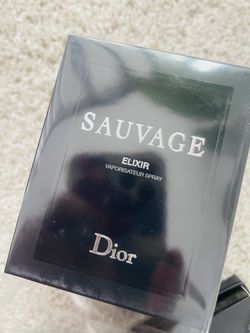 SAUVAGE
ELIXIR
VAPORISATEUR SPRAY
Dior